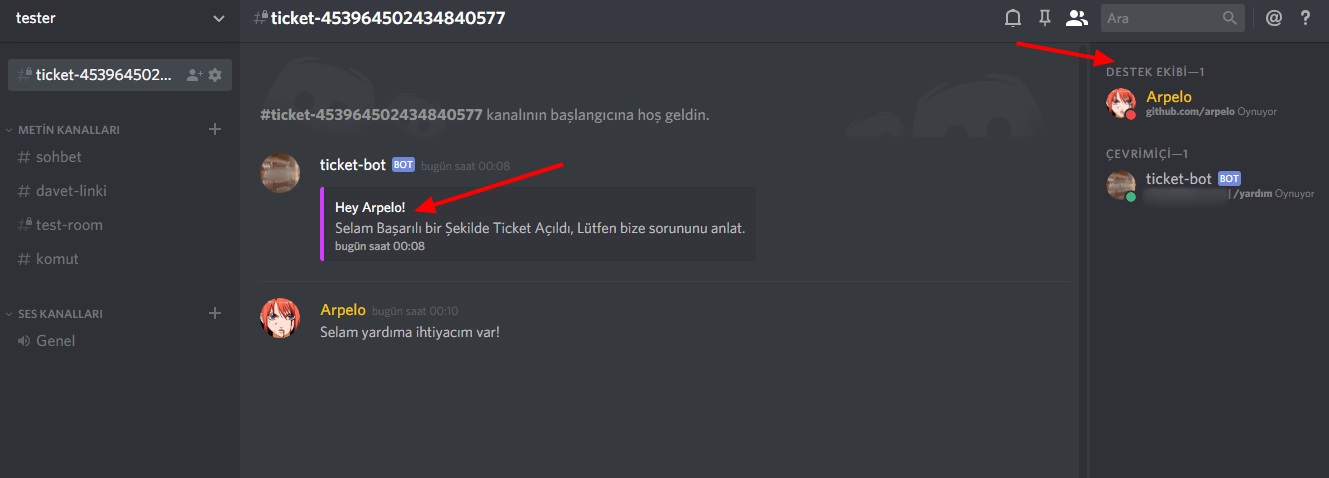 tester
ticket-453964502...
METİN KANALLARI
sohbet
davet-linki
test-room
komut
SES KANALLARI
Genel
#ticket-453964502434840577
#ticket-453964502434840577 kanalının başlangıcına hoş geldin.
ticket-bot BOT bugün saat 00:08
Hey Arpelo!
Selam Başarılı bir Şekilde Ticket Açıldı, Lütfen bize sorununu anlat.
bugün saat 00:08
Arpelo bugün saat 00:10
Selam yardıma ihtiyacım var!
Ara
DESTEK EKİBİ—1
Arpelo
github.com/arpelo Oynuyor
ÇEVRİMİÇİ—1
ticket-bot BOT
| /yardım Oynuyor